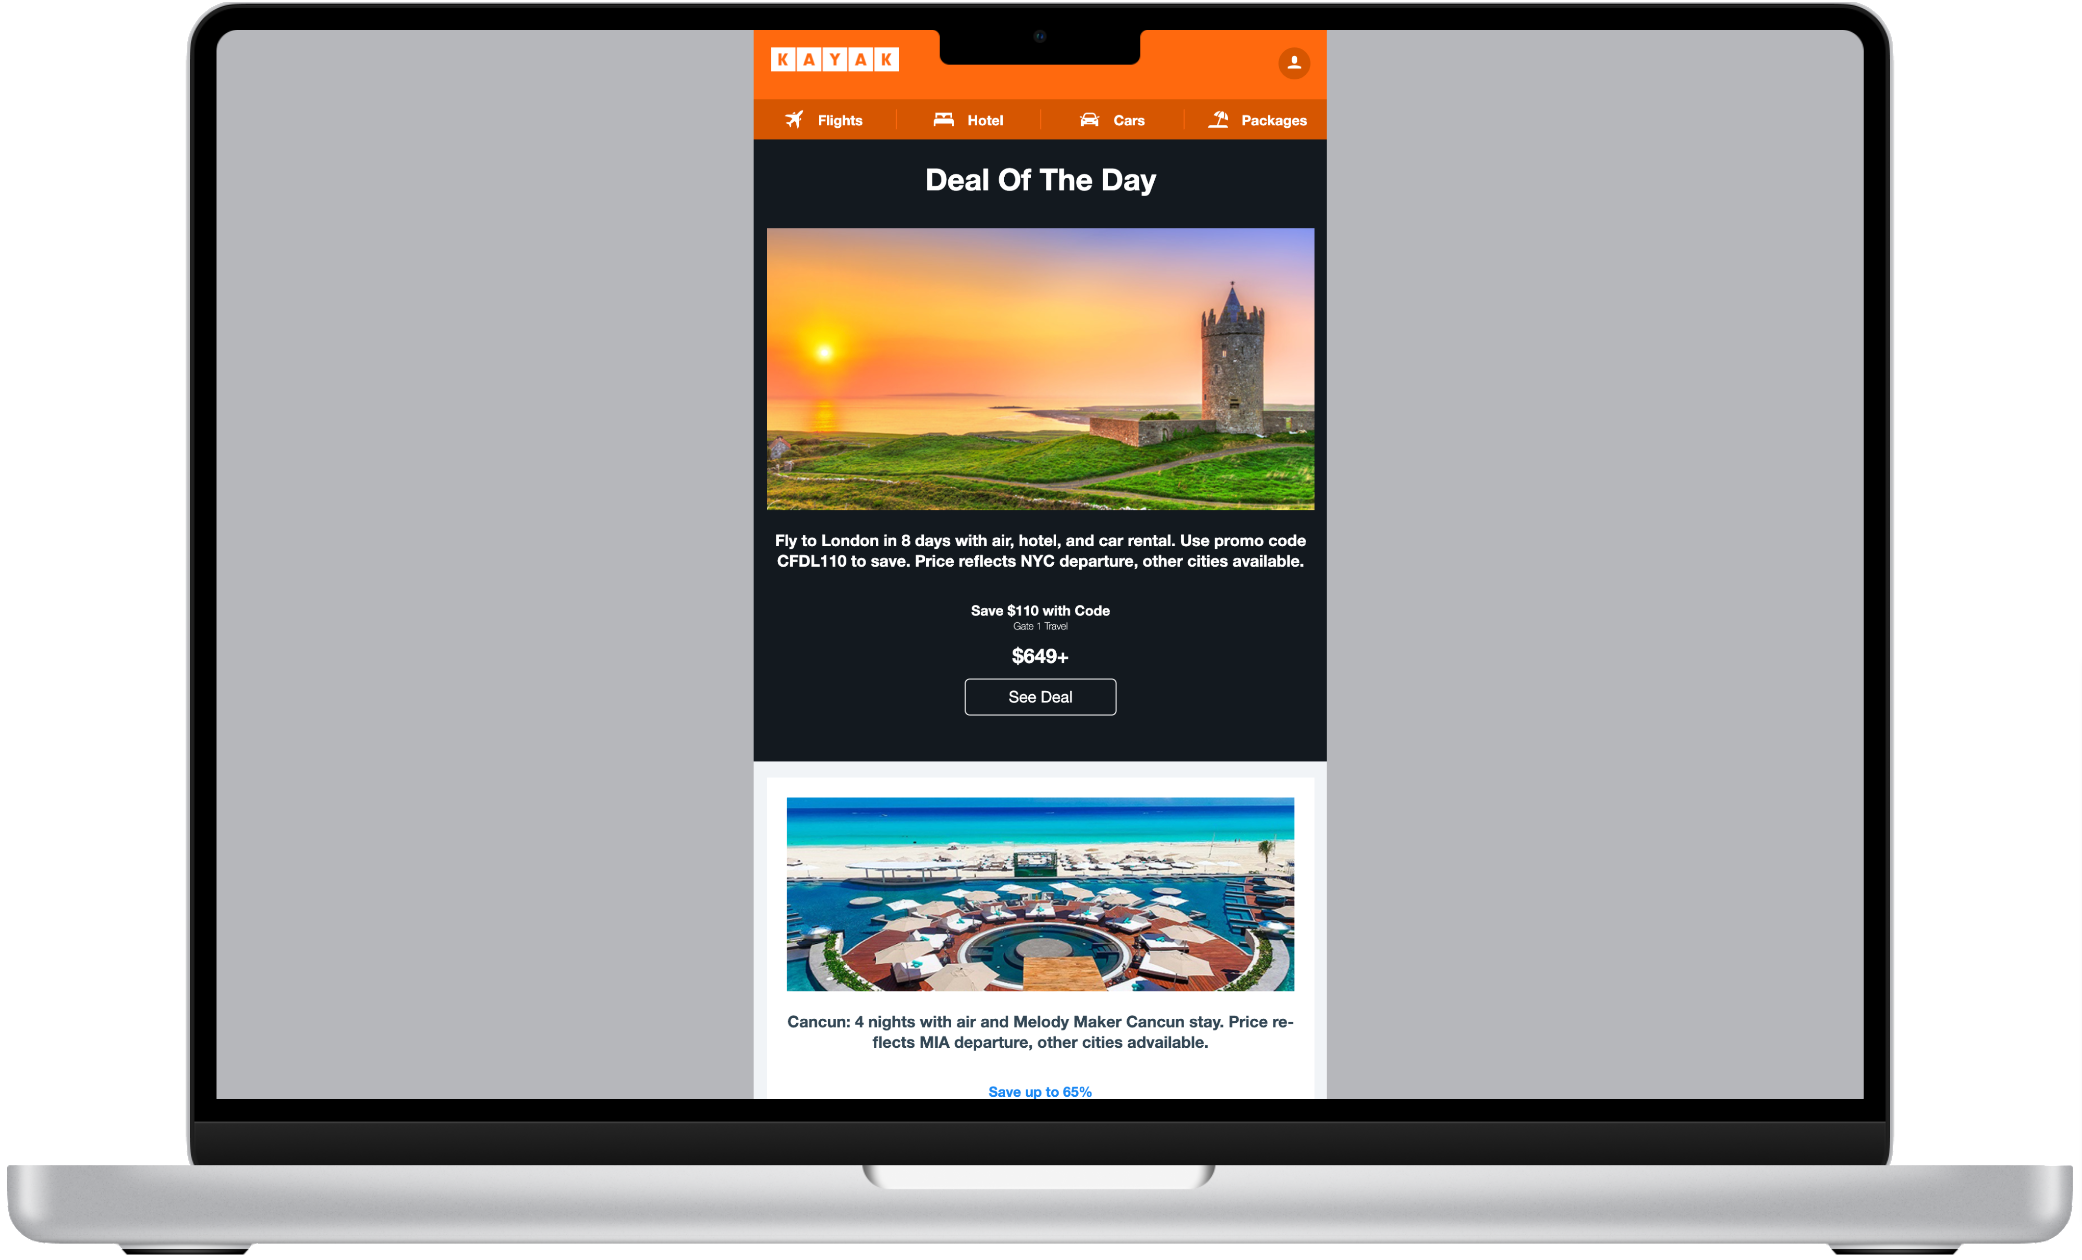 KAYAK
Flights Hotel Cars Packages
Deal Of The Day
Fly to London in 8 days with air, hotel, and car rental. Use promo code
CFDL110 to save. Price reflects NYC departure, other cities available.
Save $110 with Code
Gate 1 Travel
$649+
See Deal
Cancun: 4 nights with air and Melody Maker Cancun stay. Price re-
flects MIA departure, other cities advailable.
Save up to 65%